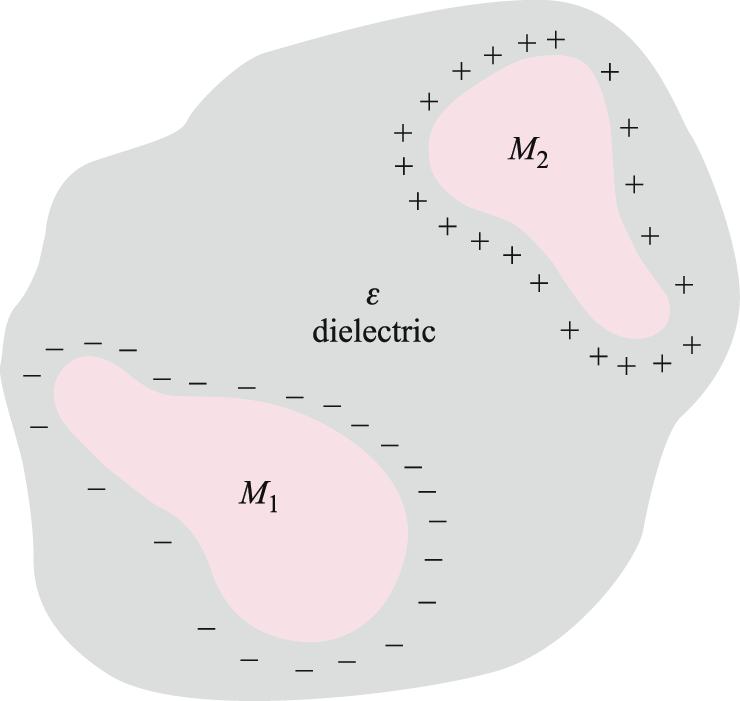 M₂
ε
dielectric
M₁